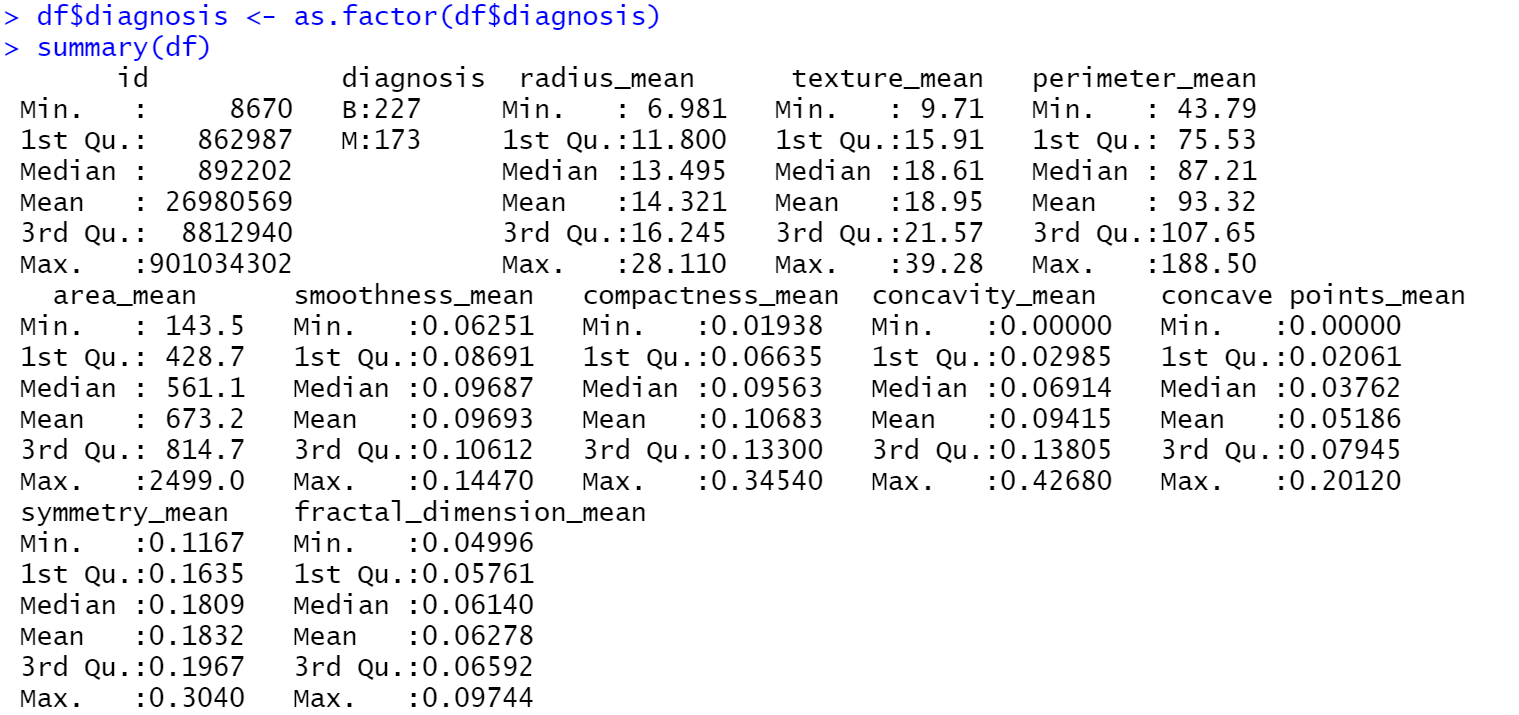 > df$diagnosis <- as.factor(df$diagnosis)
> summary(df)
       id            diagnosis  radius_mean      texture_mean   perimeter_mean
 Min.   :     8670   B:227     Min.   : 6.981   Min.   : 9.71   Min.   : 43.79
 1st Qu.:   862987   M:173     1st Qu.:11.800   1st Qu.:15.91   1st Qu.: 75.53
 Median :   892202             Median :13.495   Median :18.61   Median : 87.21
 Mean   : 26980569             Mean   :14.321   Mean   :18.95   Mean   : 93.32
 3rd Qu.:  8812940             3rd Qu.:16.245   3rd Qu.:21.57   3rd Qu.:107.65
 Max.   :901034302             Max.   :28.110   Max.   :39.28   Max.   :188.50
   area_mean      smoothness_mean   compactness_mean  concavity_mean    concave points_mean
 Min.   : 143.5   Min.   :0.06251   Min.   :0.01938   Min.   :0.00000   Min.   :0.00000
 1st Qu.: 428.7   1st Qu.:0.08691   1st Qu.:0.06635   1st Qu.:0.02985   1st Qu.:0.02061
 Median : 561.1   Median :0.09687   Median :0.09563   Median :0.06914   Median :0.03762
 Mean   : 673.2   Mean   :0.09693   Mean   :0.10683   Mean   :0.09415   Mean   :0.05186
 3rd Qu.: 814.7   3rd Qu.:0.10612   3rd Qu.:0.13300   3rd Qu.:0.13805   3rd Qu.:0.07945
 Max.   :2499.0   Max.   :0.14470   Max.   :0.34540   Max.   :0.42680   Max.   :0.20120
 symmetry_mean    fractal_dimension_mean
 Min.   :0.1167   Min.   :0.04996
 1st Qu.:0.1635   1st Qu.:0.05761
 Median :0.1809   Median :0.06140
 Mean   :0.1832   Mean   :0.06278
 3rd Qu.:0.1967   3rd Qu.:0.06592
 Max.   :0.3040   Max.   :0.09744